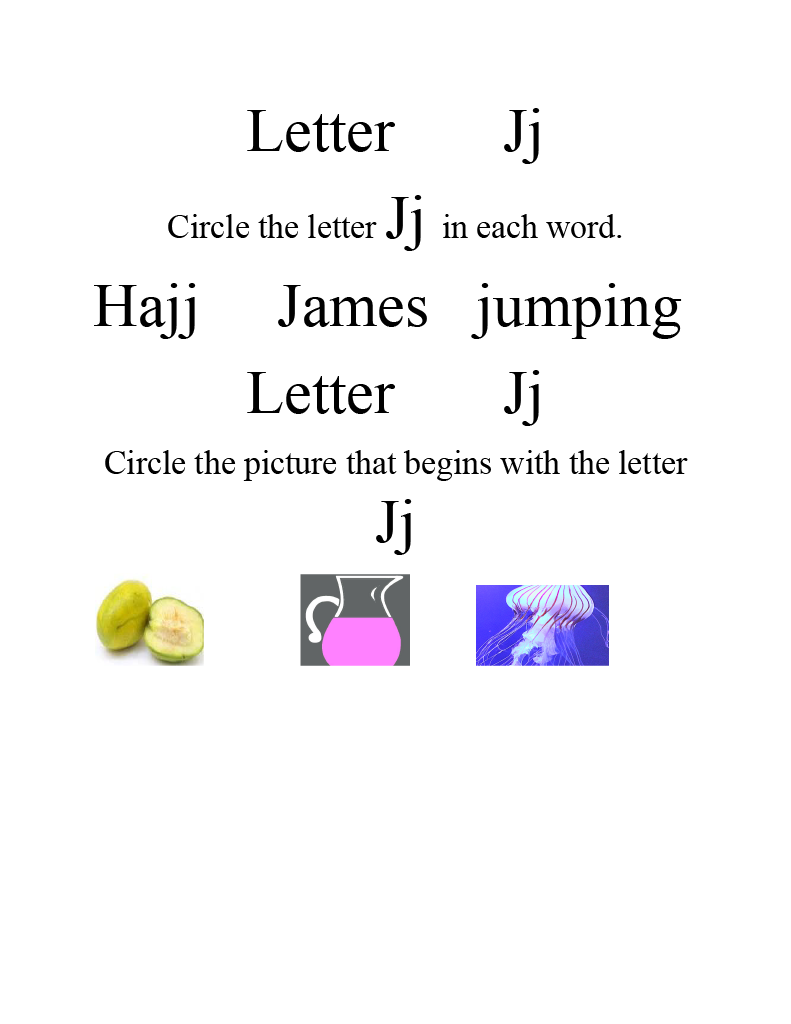 Letter Jj
Circle the letter Jj in each word.
Hajj James jumping
Letter Jj
Circle the picture that begins with the letter
Jj